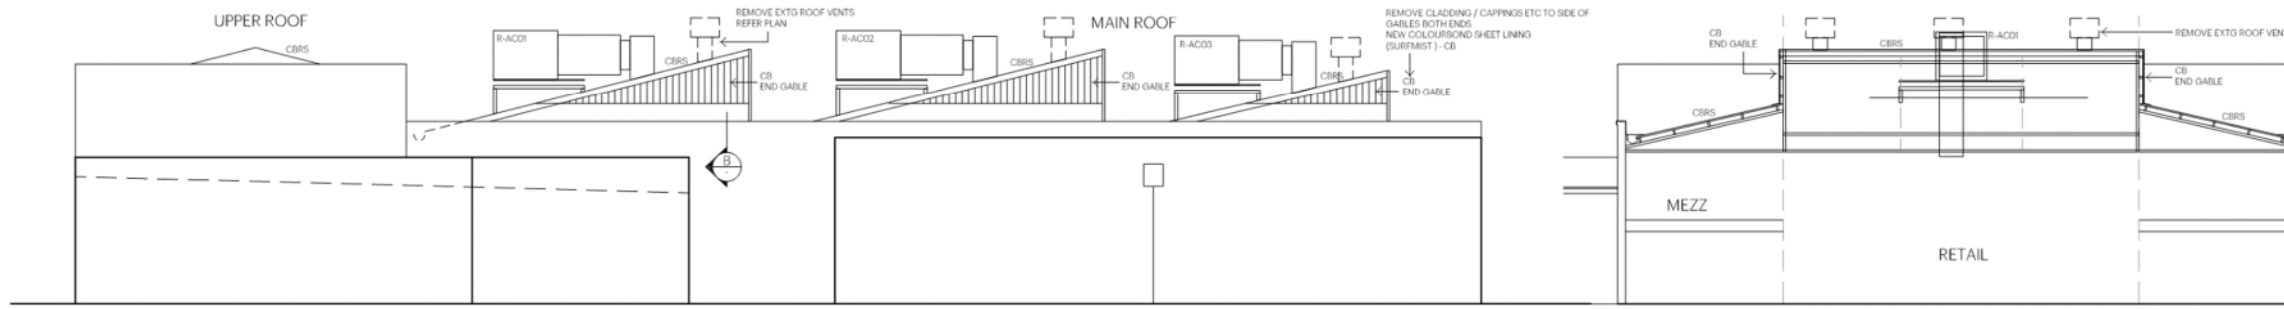 UPPER ROOF
CBRS
R-AC01
REMOVE EXTG ROOF VENTS
REFER PLAN
CBRS
CB
END GABLE
B
-
R-AC02
MAIN ROOF
CBRS
CB
END GABLE
R-AC03
REMOVE CLADDING / CAPPINGS ETC TO SIDE OF
GABLES BOTH ENDS
NEW COLOURBOND SHEET LINING
(SURFMIST ) - CB
CBRS
CB
END GABLE
CB
END GABLE
CBRS
R-AC01
REMOVE EXTG ROOF VEN
CB
END GABLE
CBRS
CBRS
MEZZ
RETAIL